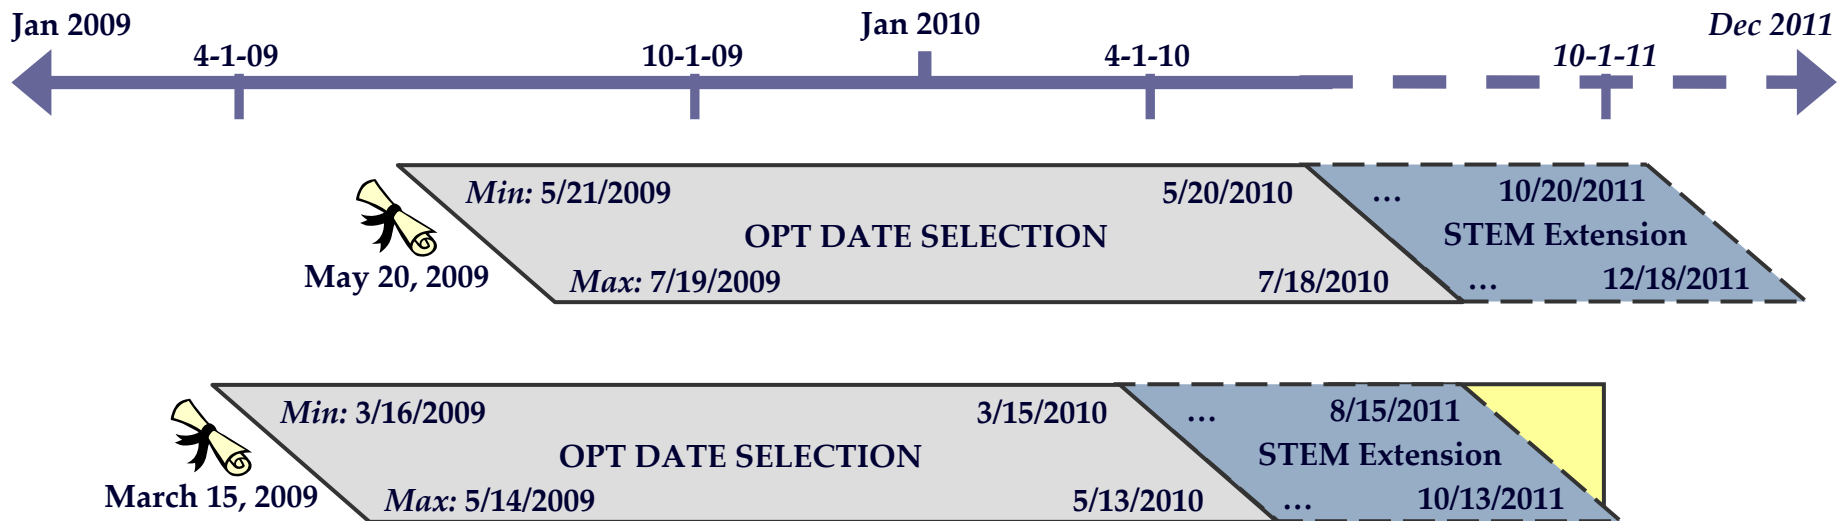 Jan 2009 Jan 2010 Dec 2011
4-1-09 10-1-09 4-1-10 10-1-11
Min: 5/21/2009 5/20/2010 … 10/20/2011
OPT DATE SELECTION STEM Extension
May 20, 2009 Max: 7/19/2009 7/18/2010 … 12/18/2011
Min: 3/16/2009 3/15/2010 … 8/15/2011
OPT DATE SELECTION STEM Extension
March 15, 2009 Max: 5/14/2009 5/13/2010 … 10/13/2011